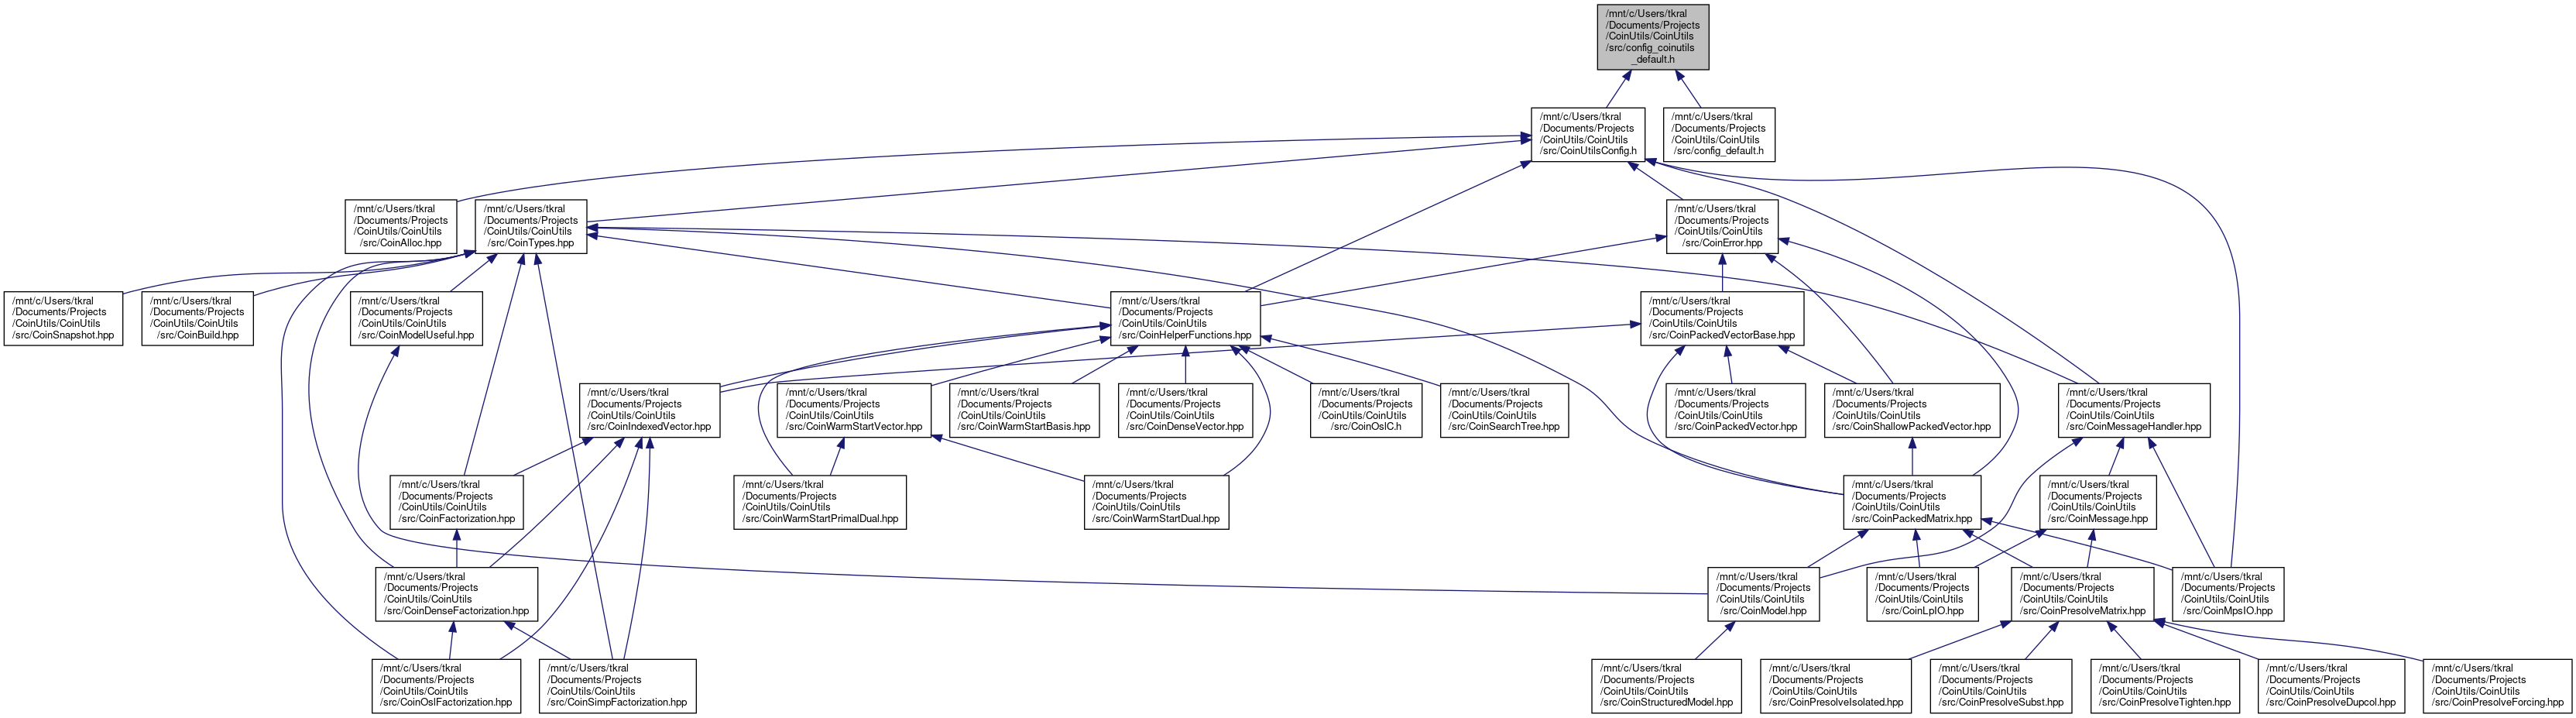 /mnt/c/Users/tkral
/Documents/Projects
/CoinUtils/CoinUtils
/src/config_coinutils
_default.h
/mnt/c/Users/tkral
/Documents/Projects
/CoinUtils/CoinUtils
/src/CoinUtilsConfig.h
/mnt/c/Users/tkral
/Documents/Projects
/CoinUtils/CoinUtils
/src/config_default.h
/mnt/c/Users/tkral
/Documents/Projects
/CoinUtils/CoinUtils
/src/CoinAlloc.hpp
/mnt/c/Users/tkral
/Documents/Projects
/CoinUtils/CoinUtils
/src/CoinTypes.hpp
/mnt/c/Users/tkral
/Documents/Projects
/CoinUtils/CoinUtils
/src/CoinError.hpp
/mnt/c/Users/tkral
/Documents/Projects
/CoinUtils/CoinUtils
/src/CoinSnapshot.hpp
/mnt/c/Users/tkral
/Documents/Projects
/CoinUtils/CoinUtils
/src/CoinBuild.hpp
/mnt/c/Users/tkral
/Documents/Projects
/CoinUtils/CoinUtils
/src/CoinModelUseful.hpp
/mnt/c/Users/tkral
/Documents/Projects
/CoinUtils/CoinUtils
/src/CoinHelperFunctions.hpp
/mnt/c/Users/tkral
/Documents/Projects
/CoinUtils/CoinUtils
/src/CoinPackedVectorBase.hpp
/mnt/c/Users/tkral
/Documents/Projects
/CoinUtils/CoinUtils
/src/CoinIndexedVector.hpp
/mnt/c/Users/tkral
/Documents/Projects
/CoinUtils/CoinUtils
/src/CoinWarmStartVector.hpp
/mnt/c/Users/tkral
/Documents/Projects
/CoinUtils/CoinUtils
/src/CoinWarmStartBasis.hpp
/mnt/c/Users/tkral
/Documents/Projects
/CoinUtils/CoinUtils
/src/CoinDenseVector.hpp
/mnt/c/Users/tkral
/Documents/Projects
/CoinUtils/CoinUtils
/src/CoinOslC.h
/mnt/c/Users/tkral
/Documents/Projects
/CoinUtils/CoinUtils
/src/CoinSearchTree.hpp
/mnt/c/Users/tkral
/Documents/Projects
/CoinUtils/CoinUtils
/src/CoinPackedVector.hpp
/mnt/c/Users/tkral
/Documents/Projects
/CoinUtils/CoinUtils
/src/CoinShallowPackedVector.hpp
/mnt/c/Users/tkral
/Documents/Projects
/CoinUtils/CoinUtils
/src/CoinMessageHandler.hpp
/mnt/c/Users/tkral
/Documents/Projects
/CoinUtils/CoinUtils
/src/CoinFactorization.hpp
/mnt/c/Users/tkral
/Documents/Projects
/CoinUtils/CoinUtils
/src/CoinWarmStartPrimalDual.hpp
/mnt/c/Users/tkral
/Documents/Projects
/CoinUtils/CoinUtils
/src/CoinWarmStartDual.hpp
/mnt/c/Users/tkral
/Documents/Projects
/CoinUtils/CoinUtils
/src/CoinPackedMatrix.hpp
/mnt/c/Users/tkral
/Documents/Projects
/CoinUtils/CoinUtils
/src/CoinMessage.hpp
/mnt/c/Users/tkral
/Documents/Projects
/CoinUtils/CoinUtils
/src/CoinDenseFactorization.hpp
/mnt/c/Users/tkral
/Documents/Projects
/CoinUtils/CoinUtils
/src/CoinModel.hpp
/mnt/c/Users/tkral
/Documents/Projects
/CoinUtils/CoinUtils
/src/CoinLpIO.hpp
/mnt/c/Users/tkral
/Documents/Projects
/CoinUtils/CoinUtils
/src/CoinPresolveMatrix.hpp
/mnt/c/Users/tkral
/Documents/Projects
/CoinUtils/CoinUtils
/src/CoinMpsIO.hpp
/mnt/c/Users/tkral
/Documents/Projects
/CoinUtils/CoinUtils
/src/CoinOslFactorization.hpp
/mnt/c/Users/tkral
/Documents/Projects
/CoinUtils/CoinUtils
/src/CoinSimpFactorization.hpp
/mnt/c/Users/tkral
/Documents/Projects
/CoinUtils/CoinUtils
/src/CoinStructuredModel.hpp
/mnt/c/Users/tkral
/Documents/Projects
/CoinUtils/CoinUtils
/src/CoinPresolveIsolated.hpp
/mnt/c/Users/tkral
/Documents/Projects
/CoinUtils/CoinUtils
/src/CoinPresolveSubst.hpp
/mnt/c/Users/tkral
/Documents/Projects
/CoinUtils/CoinUtils
/src/CoinPresolveTighten.hpp
/mnt/c/Users/tkral
/Documents/Projects
/CoinUtils/CoinUtils
/src/CoinPresolveDupcol.hpp
/mnt/c/Users/tkral
/Documents/Projects
/CoinUtils/CoinUtils
/src/CoinPresolveForcing.hpp